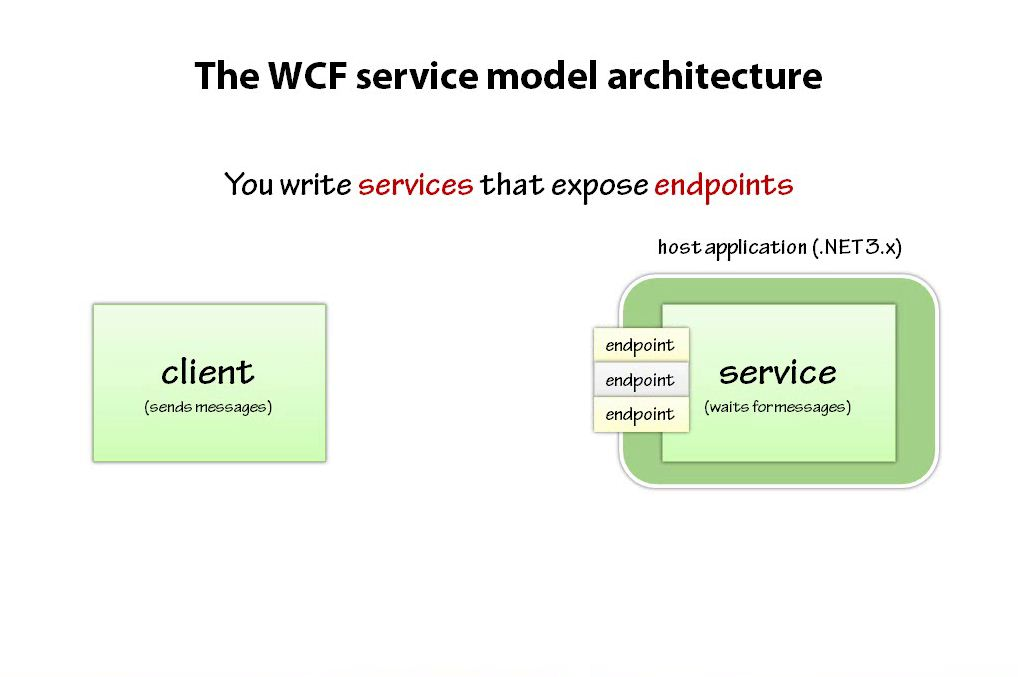 The WCF service model architecture
You write services that expose endpoints
host application (.NET 3.x)
client
(sends messages)
endpoint
endpoint
endpoint
service
(waits for messages)